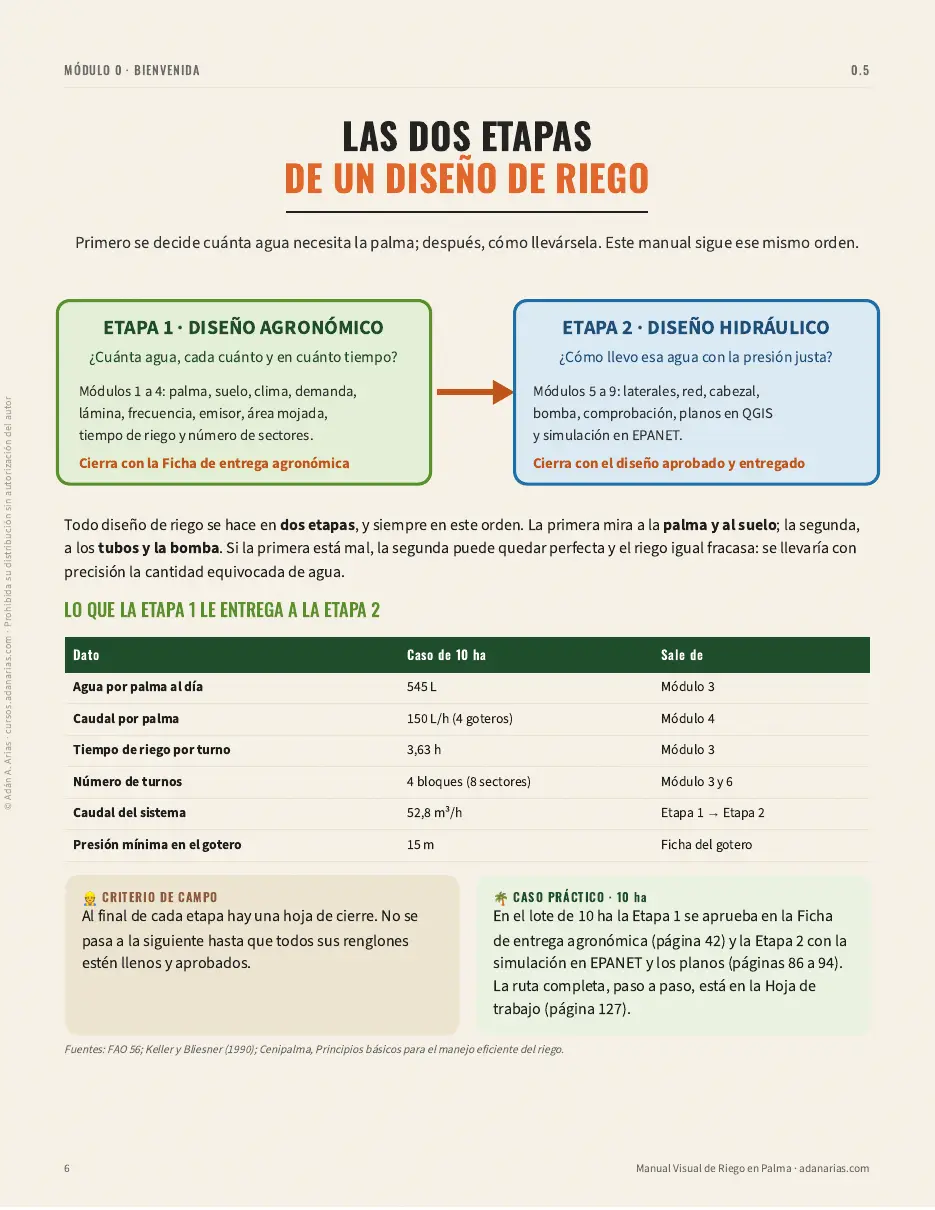 MÓDULO 0 · BIENVENIDA
0.5
LAS DOS ETAPAS
DE UN DISEÑO DE RIEGO
Primero se decide cuánta agua necesita la palma; después, cómo llevársela. Este manual sigue ese mismo orden.
ETAPA 1 · DISEÑO AGRONÓMICO
¿Cuánta agua, cada cuánto y en cuánto tiempo?
Módulos 1 a 4: palma, suelo, clima, demanda,
lámina, frecuencia, emisor, área mojada,
tiempo de riego y número de sectores.
Cierra con la Ficha de entrega agronómica
ETAPA 2 · DISEÑO HIDRÁULICO
¿Cómo llevo esa agua con la presión justa?
Módulos 5 a 9: laterales, red, cabezal,
bomba, comprobación, planos en QGIS
y simulación en EPANET.
Cierra con el diseño aprobado y entregado
Todo diseño de riego se hace en dos etapas, y siempre en este orden. La primera mira a la palma y al suelo; la segunda,
a los tubos y la bomba. Si la primera está mal, la segunda puede quedar perfecta y el riego igual fracasa: se llevaría con
precisión la cantidad equivocada de agua.
LO QUE LA ETAPA 1 LE ENTREGA A LA ETAPA 2
Dato Caso de 10 ha Sale de
Agua por palma al día 545 L Módulo 3
Caudal por palma 150 L/h (4 goteros) Módulo 4
Tiempo de riego por turno 3,63 h Módulo 3
Número de turnos 4 bloques (8 sectores) Módulo 3 y 6
Caudal del sistema 52,8 m³/h Etapa 1 → Etapa 2
Presión mínima en el gotero 15 m Ficha del gotero
CRITERIO DE CAMPO
Al final de cada etapa hay una hoja de cierre. No se
pasa a la siguiente hasta que todos sus renglones
estén llenos y aprobados.
CASO PRÁCTICO · 10 ha
En el lote de 10 ha la Etapa 1 se aprueba en la Ficha
de entrega agronómica (página 42) y la Etapa 2 con la
simulación en EPANET y los planos (páginas 86 a 94).
La ruta completa, paso a paso, está en la Hoja de
trabajo (página 127).
Fuentes: FAO 56; Keller y Bliesner (1990); Cenipalma, Principios básicos para el manejo eficiente del riego.
6
Manual Visual de Riego en Palma · adanarias.com
© Adán A. Arias · cursos.adanarias.com · Prohibida su distribución sin autorización del autor